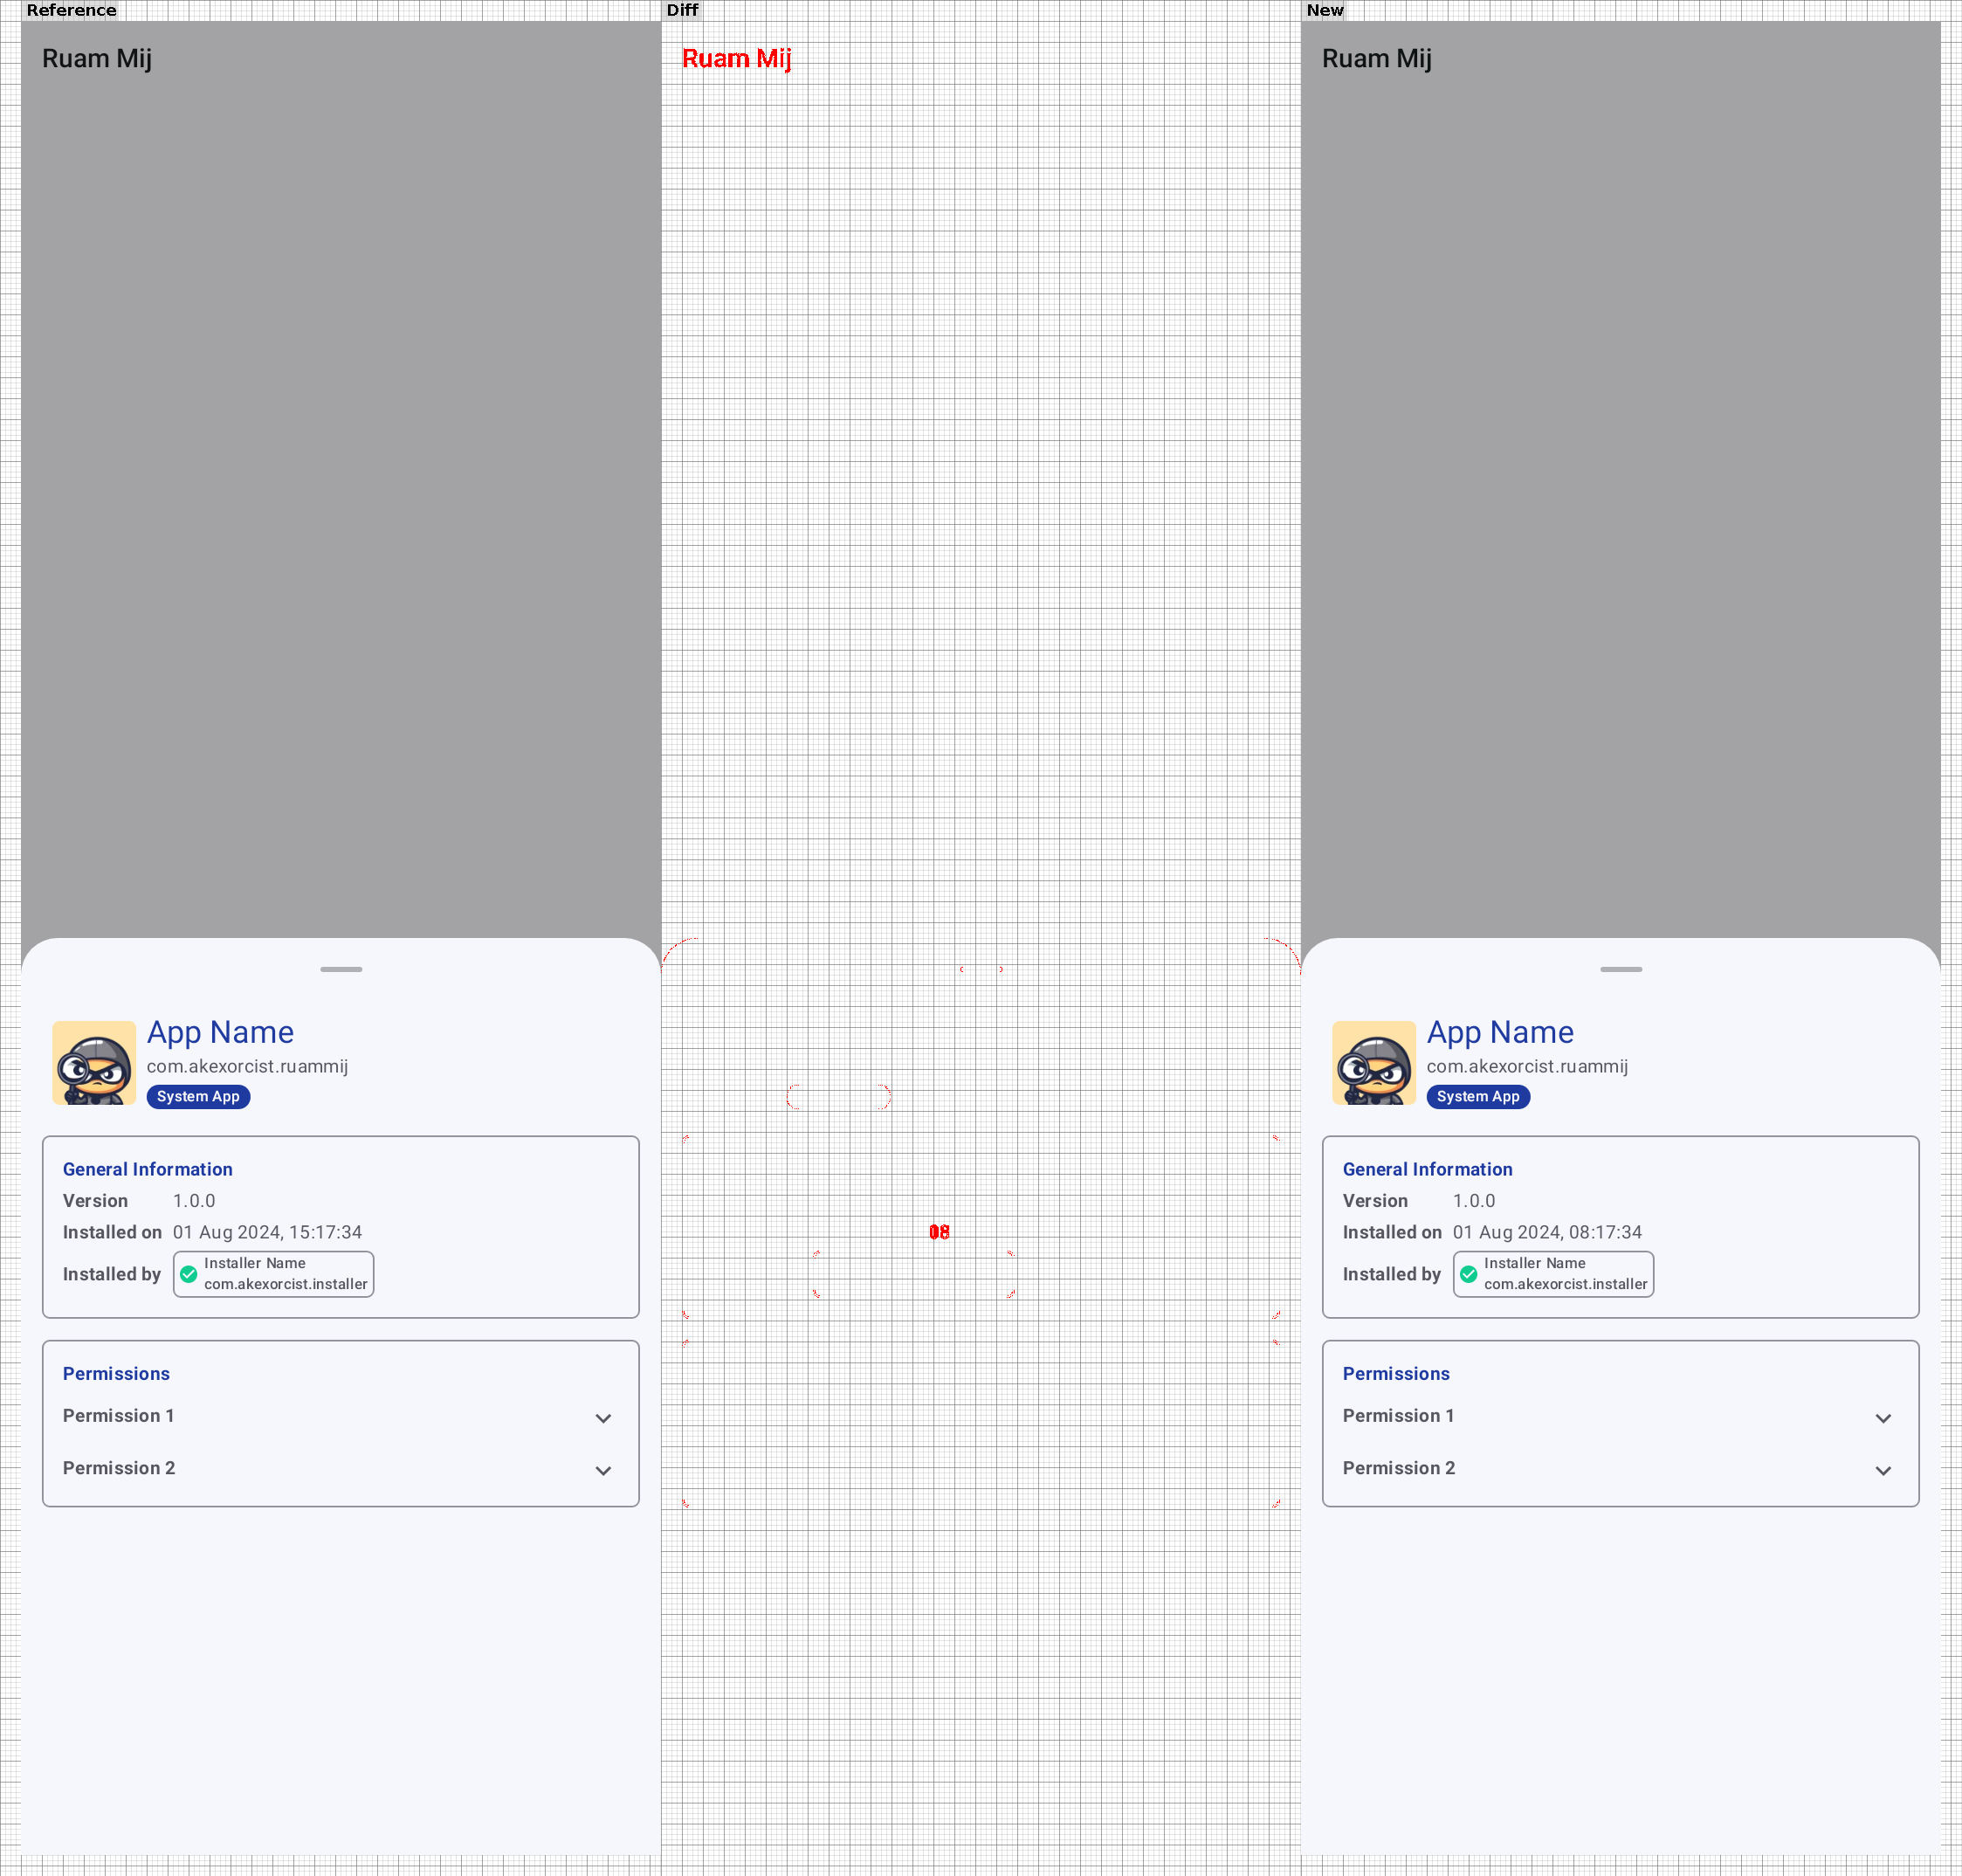 Reference
Ruam Mij
App Name
com.akexorcist.ruammij
System App
General Information
Version 1.0.0
Installed on 01 Aug 2024, 15:17:34
Installed by
Installer Name
com.akexorcist.installer
Permissions
Permission 1
Permission 2
Diff
Ruam Mij
New
Ruam Mij
App Name
com.akexorcist.ruammij
System App
General Information
Version 1.0.0
Installed on 01 Aug 2024, 08:17:34
Installed by
Installer Name
com.akexorcist.installer
Permissions
Permission 1
Permission 2